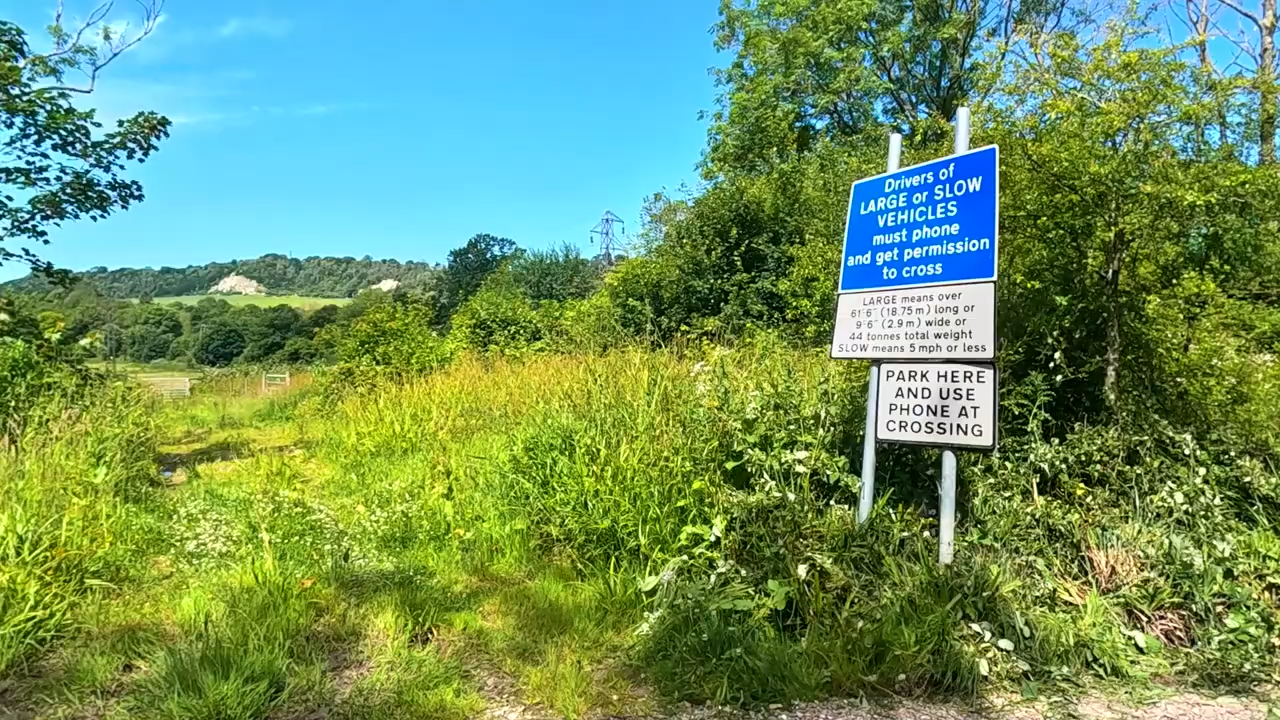 Drivers of
LARGE or SLOW
VEHICLES
must phone
and get permission
to cross
LARGE means over
61'6" (18.75 m) long or
9'6" (2.9 m) wide or
44 tonnes total weight
SLOW means 5 mph or less
PARK HERE
AND USE
PHONE AT
CROSSING